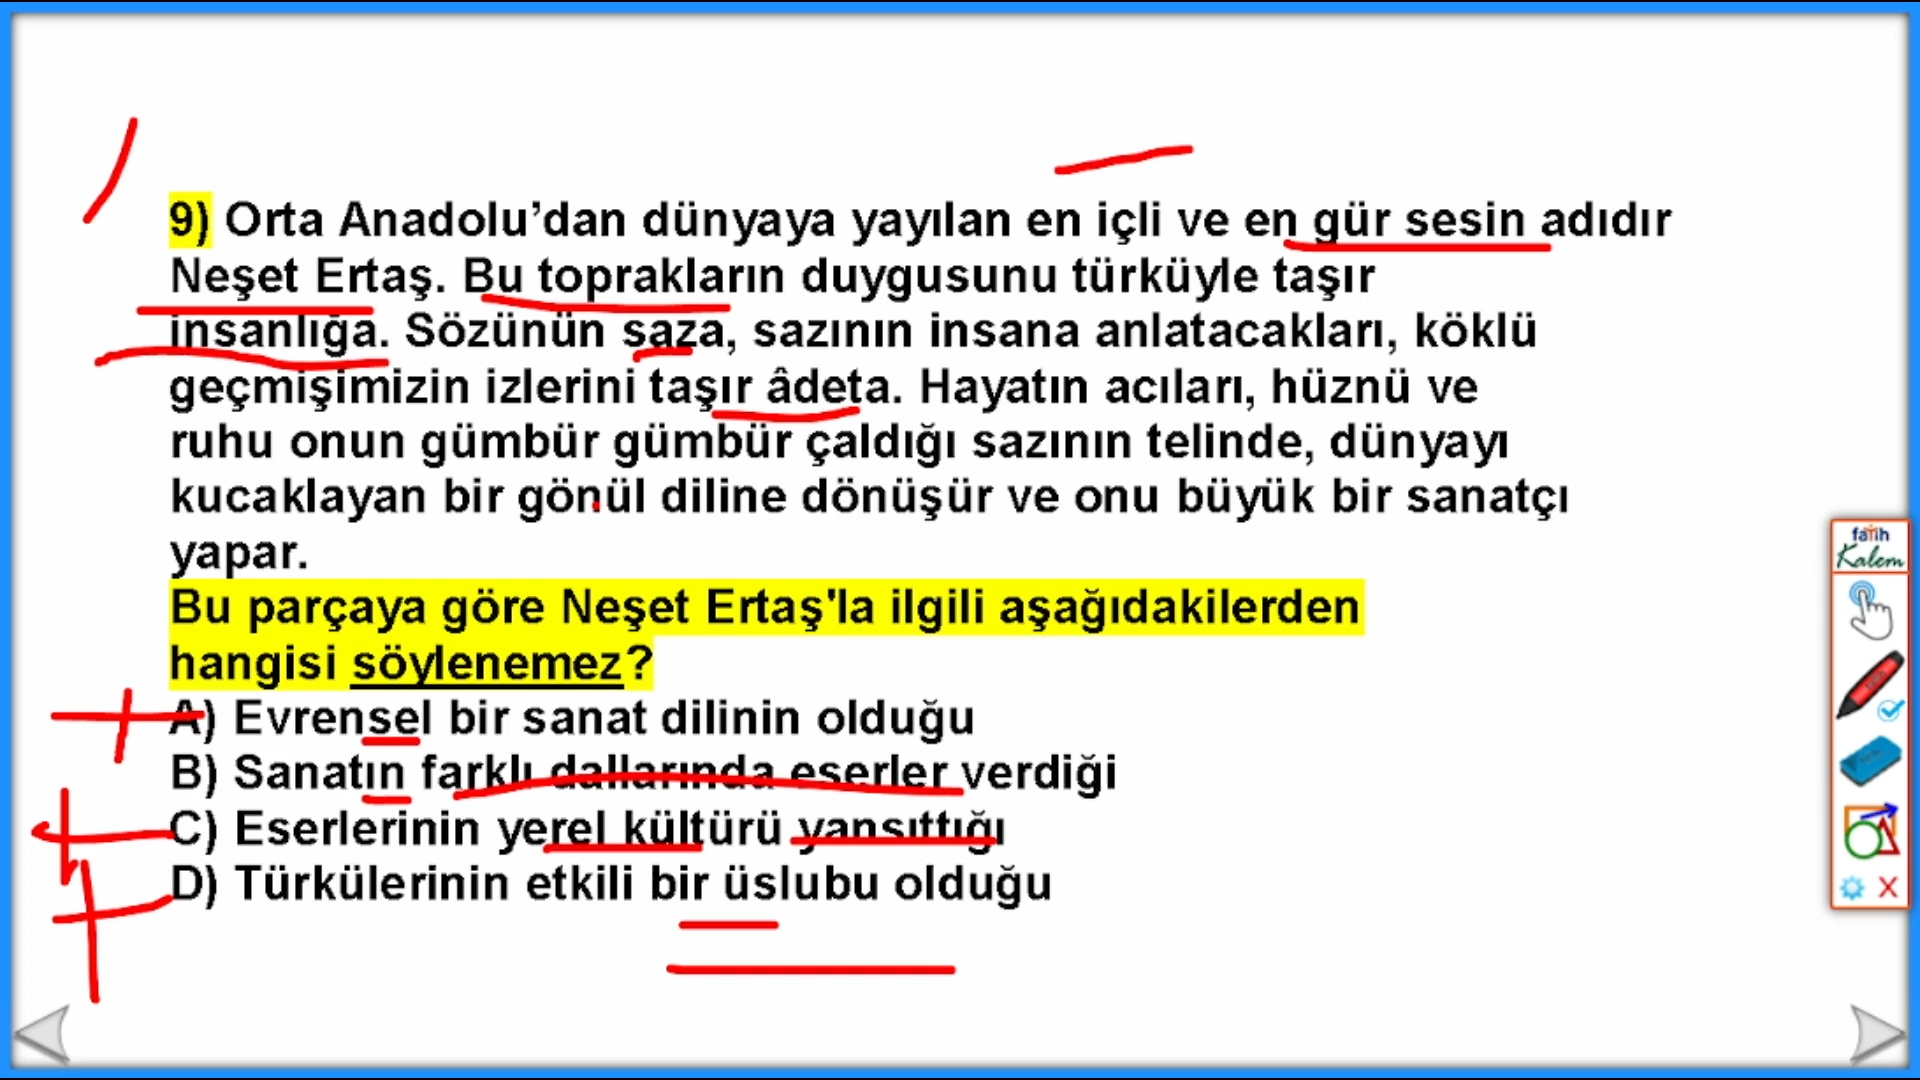 9) Orta Anadolu’dan dünyaya yayılan en içli ve en gür sesin adıdır
Neşet Ertaş. Bu toprakların duygusunu türküyle taşır
insanlığa. Sözünün saza, sazının insana anlatacakları, köklü
geçmişimizin izlerini taşır âdeta. Hayatın acıları, hüznü ve
ruhu onun gümbür gümbür çaldığı sazının telinde, dünyayı
kucaklayan bir gönül diline dönüşür ve onu büyük bir sanatçı
yapar.
Bu parçaya göre Neşet Ertaş'la ilgili aşağıdakilerden
hangisi söylenemez?
A) Evrensel bir sanat dilinin olduğu
B) Sanatın farklı dallarında eserler verdiği
C) Eserlerinin yerel kültürü yansıttığı
D) Türkülerinin etkili bir üslubu olduğu
fatih
Kalem